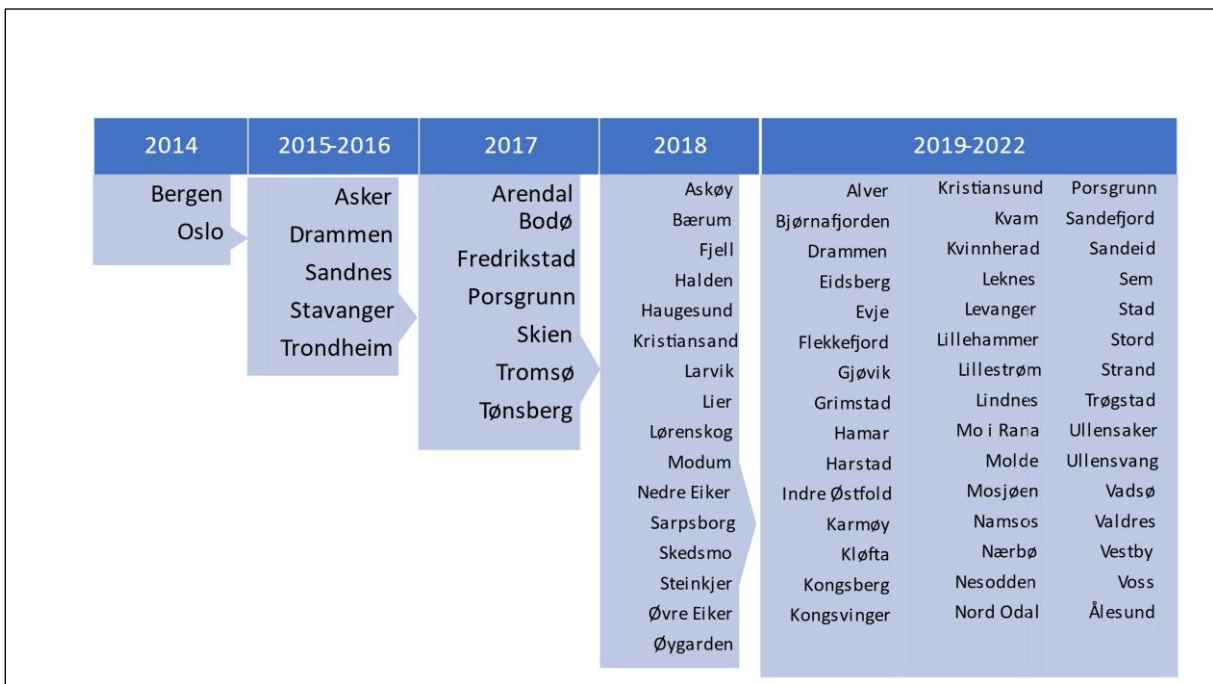 2014
2015-2016
2017
2018
2019-2022
Bergen
Oslo
Asker
Drammen
Sandnes
Stavanger
Trondheim
Arendal
Bodø
Fredrikstad
Porsgrunn
Skien
Tromsø
Tønsberg
Askøy
Bærum
Fjell
Halden
Haugesund
Kristiansand
Larvik
Lier
Lørenskog
Modum
Nedre Eiker
Sarpsborg
Skedsmo
Steinkjer
Øvre Eiker
Øygarden
Alver
Bjørnafjorden
Drammen
Eidsberg
Evje
Flekkefjord
Gjøvik
Grimstad
Hamar
Harstad
Indre Østfold
Karmøy
Kløfta
Kongsberg
Kongsvinger
Kristiansund
Kvam
Kvinnherad
Leknes
Levanger
Lillehammer
Lillestrøm
Lindnes
Mo i Rana
Molde
Mosjøen
Namsos
Nærbø
Nesodden
Nord Odal
Porsgrunn
Sandefjord
Sandeid
Sem
Stad
Stord
Strand
Trøgstad
Ullensaker
Ullensvang
Vadsø
Valdres
Vestby
Voss
Ålesund